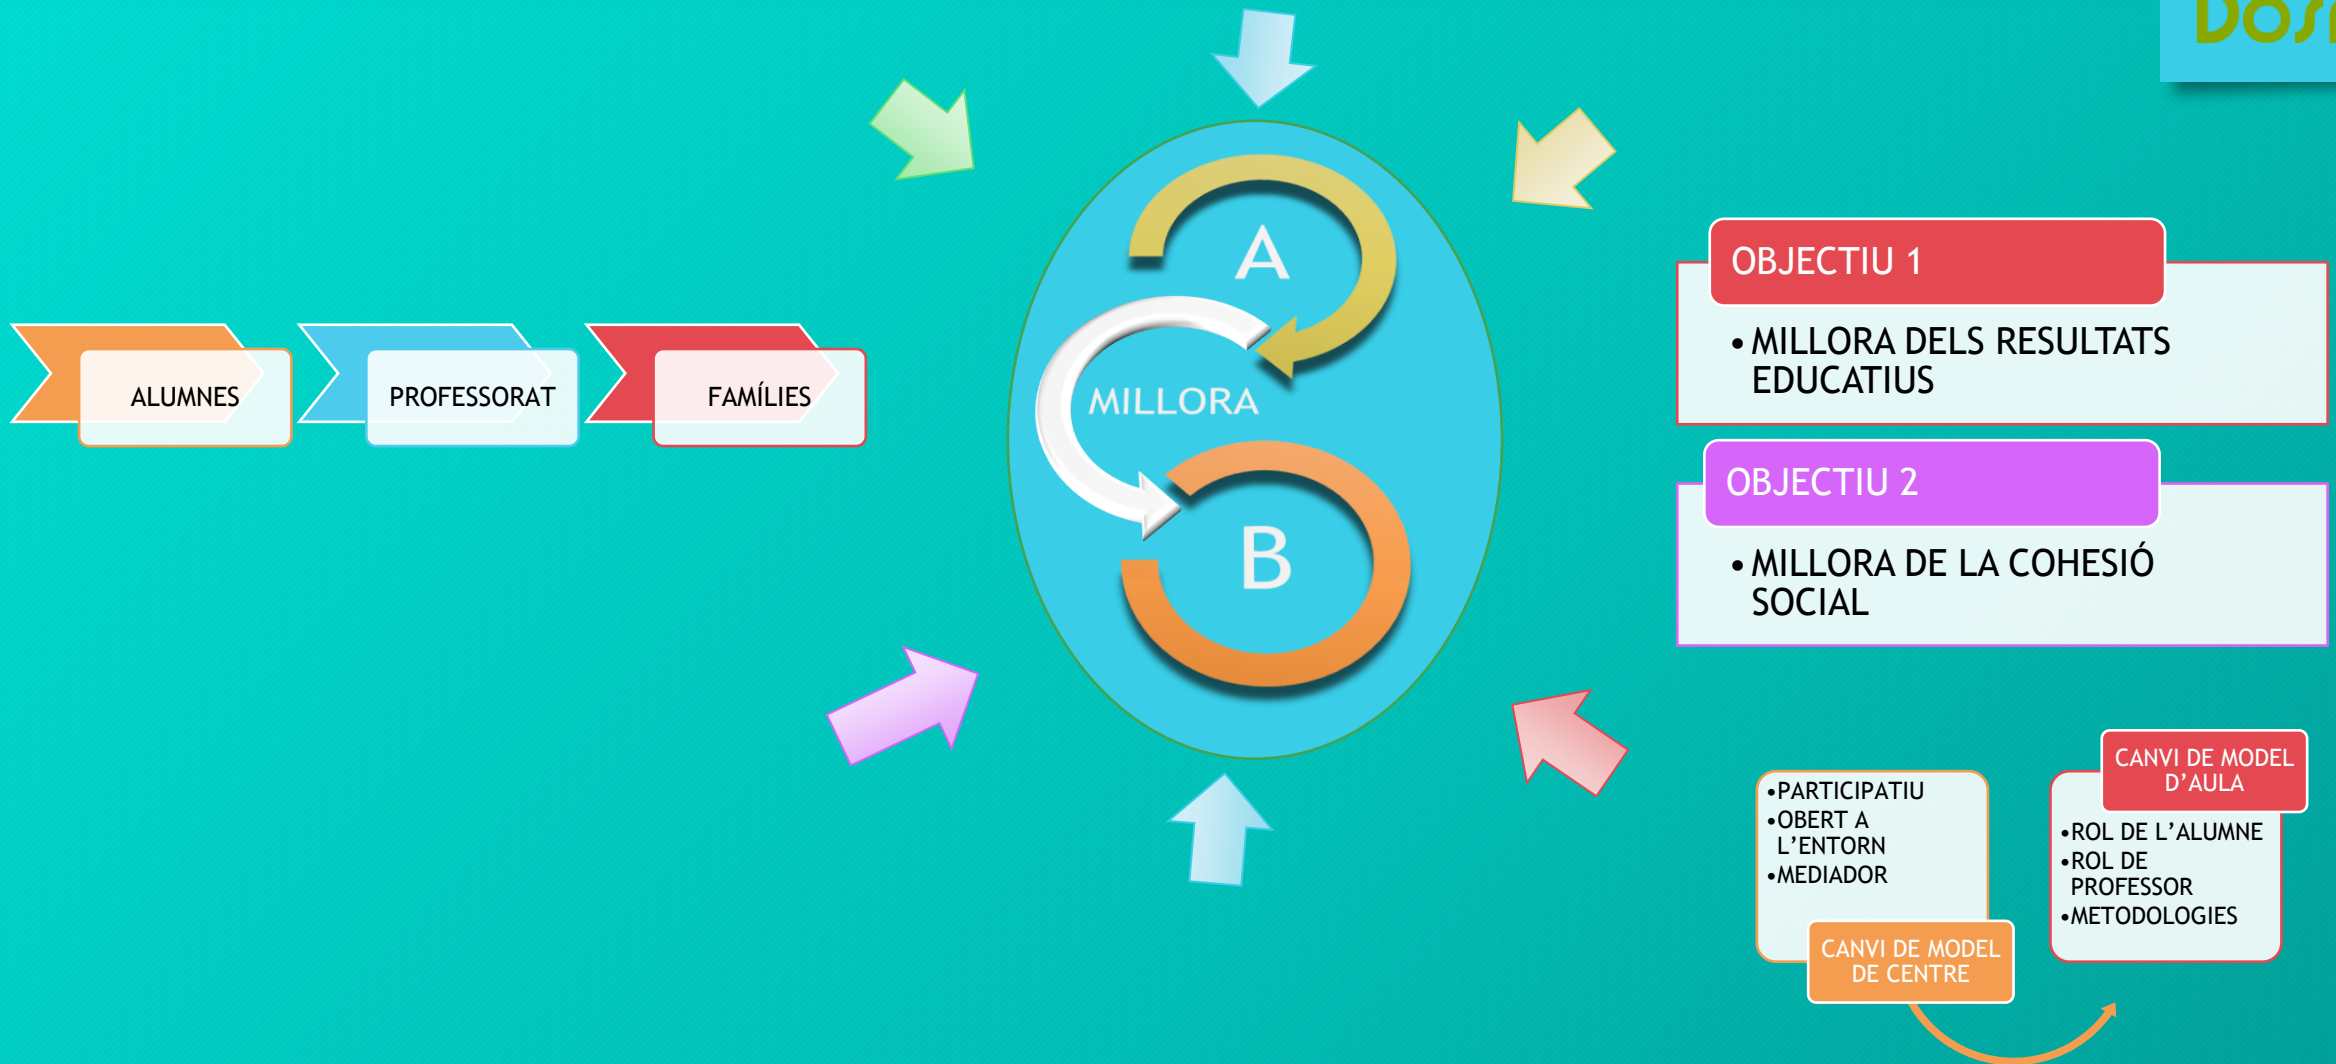 ALUMNES
PROFESSORAT
FAMÍLIES
A
MILLORA
B
OBJECTIU 1
•MILLORA DELS RESULTATS
EDUCATIUS
OBJECTIU 2
•MILLORA DE LA COHESIÓ
SOCIAL
•PARTICIPATIU
•OBERT A
L’ENTORN
•MEDIADOR
CANVI DE MODEL
DE CENTRE
CANVI DE MODEL
D’AULA
•ROL DE L’ALUMNE
•ROL DE
PROFESSOR
•METODOLOGIES